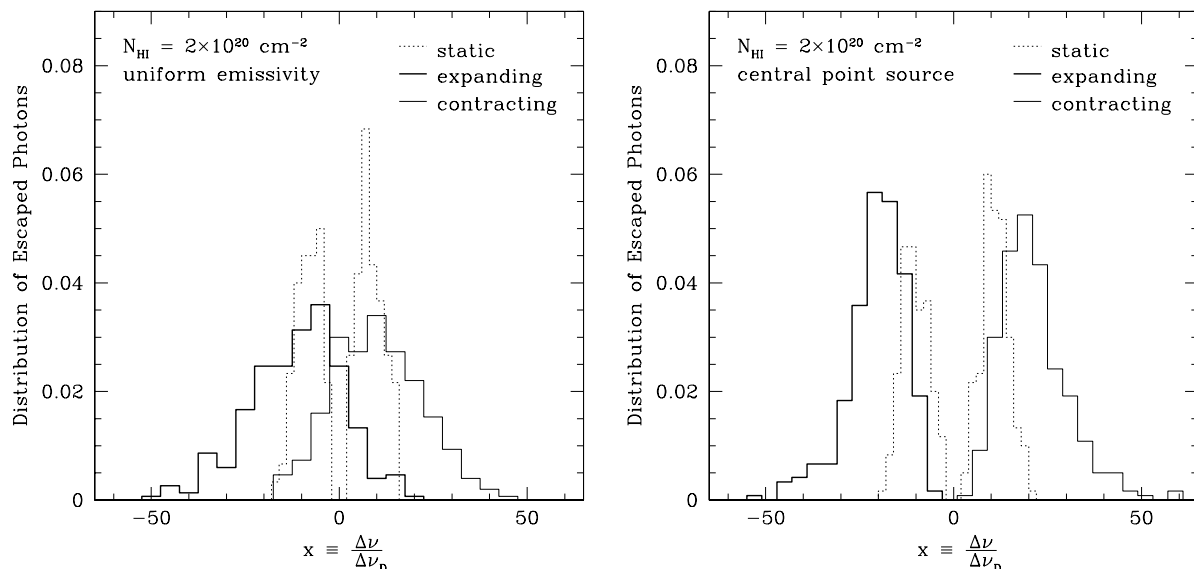 N_HI = 2×10^20 cm^-2
uniform emissivity
static
expanding
contracting
0.08
0.06
0.04
0.02
0
Distribution of Escaped Photons
−50
0
50
x ≡ Δν/Δν_D
N_HI = 2×10^20 cm^-2
central point source
static
expanding
contracting
0.08
0.06
0.04
0.02
0
Distribution of Escaped Photons
−50
0
50
x ≡ Δν/Δν_D